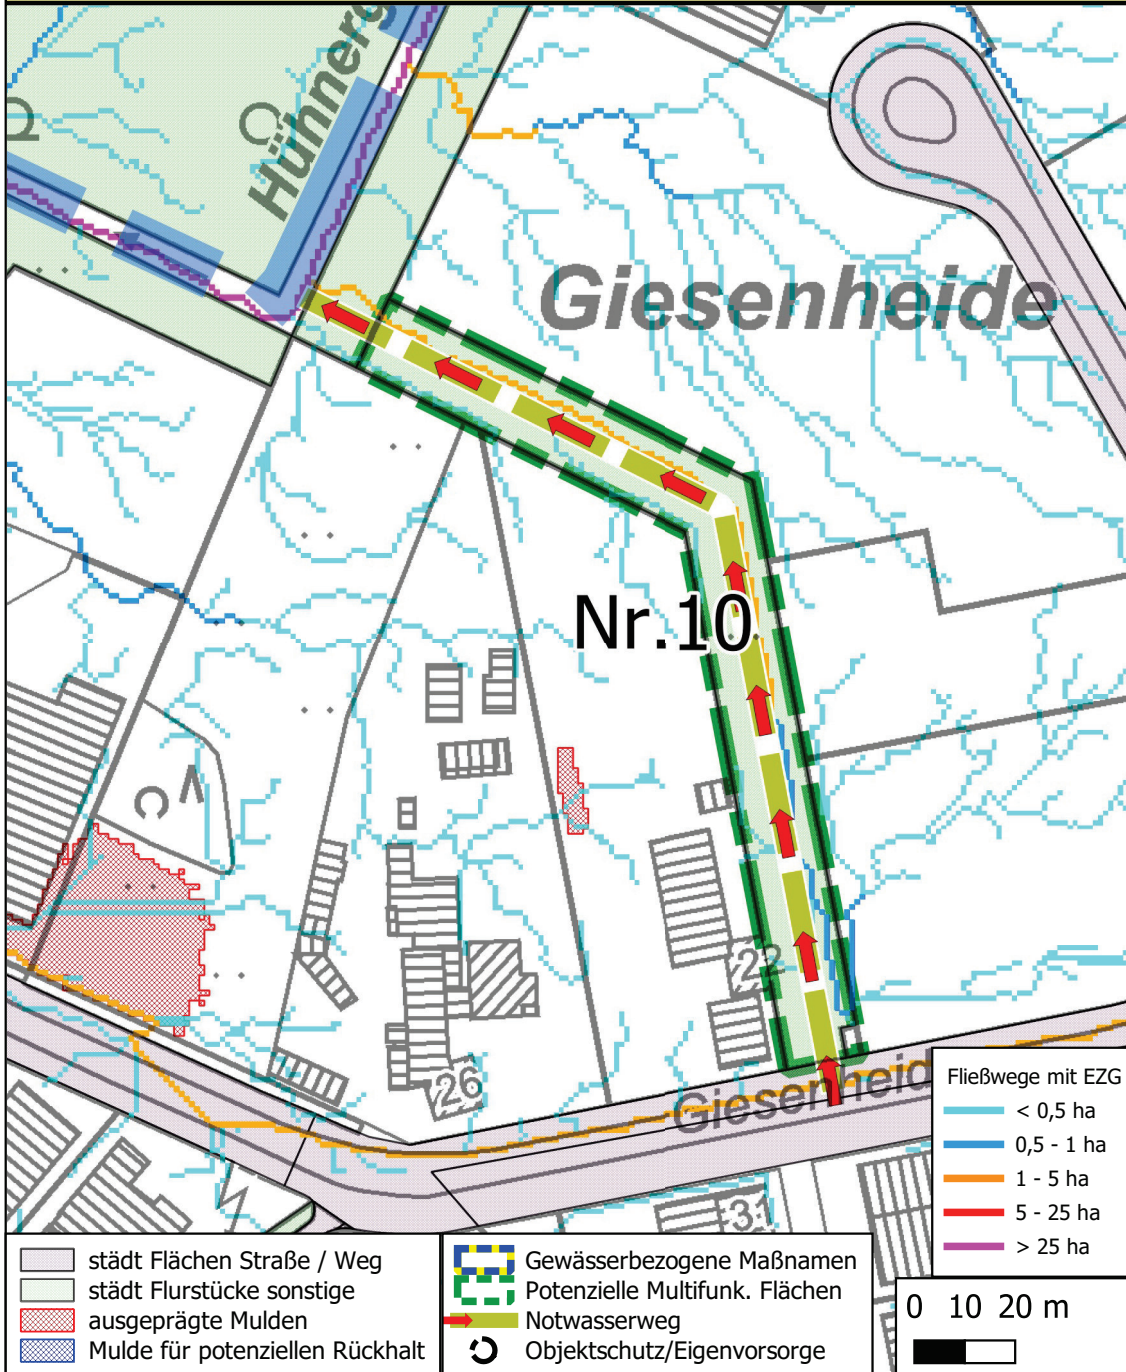 Hühnerg
Giesenheide
Nr.10
22
26
Giesenheid
31
Fließwege mit EZG
< 0,5 ha
0,5 - 1 ha
1 - 5 ha
5 - 25 ha
> 25 ha
städt Flächen Straße / Weg
städt Flurstücke sonstige
ausgeprägte Mulden
Mulde für potenziellen Rückhalt
Gewässerbezogene Maßnamen
Potenzielle Multifunk. Flächen
Notwasserweg
Objektschutz/Eigenvorsorge
0 10 20 m